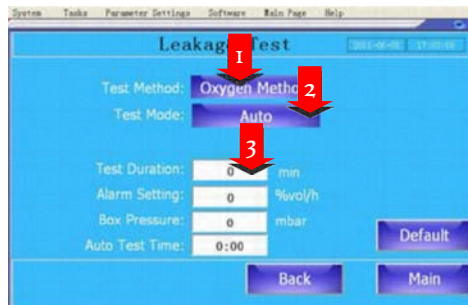 System Tasks Parameter Settings Software Main Page Help
Leakage Test
Test Method: Oxygen Method
Test Mode: Auto
1
2
3
Test Duration: 0 min
Alarm Setting: 0 %vol/h
Box Pressure: 0 mbar
Auto Test Time: 0:00
Default
Back Main